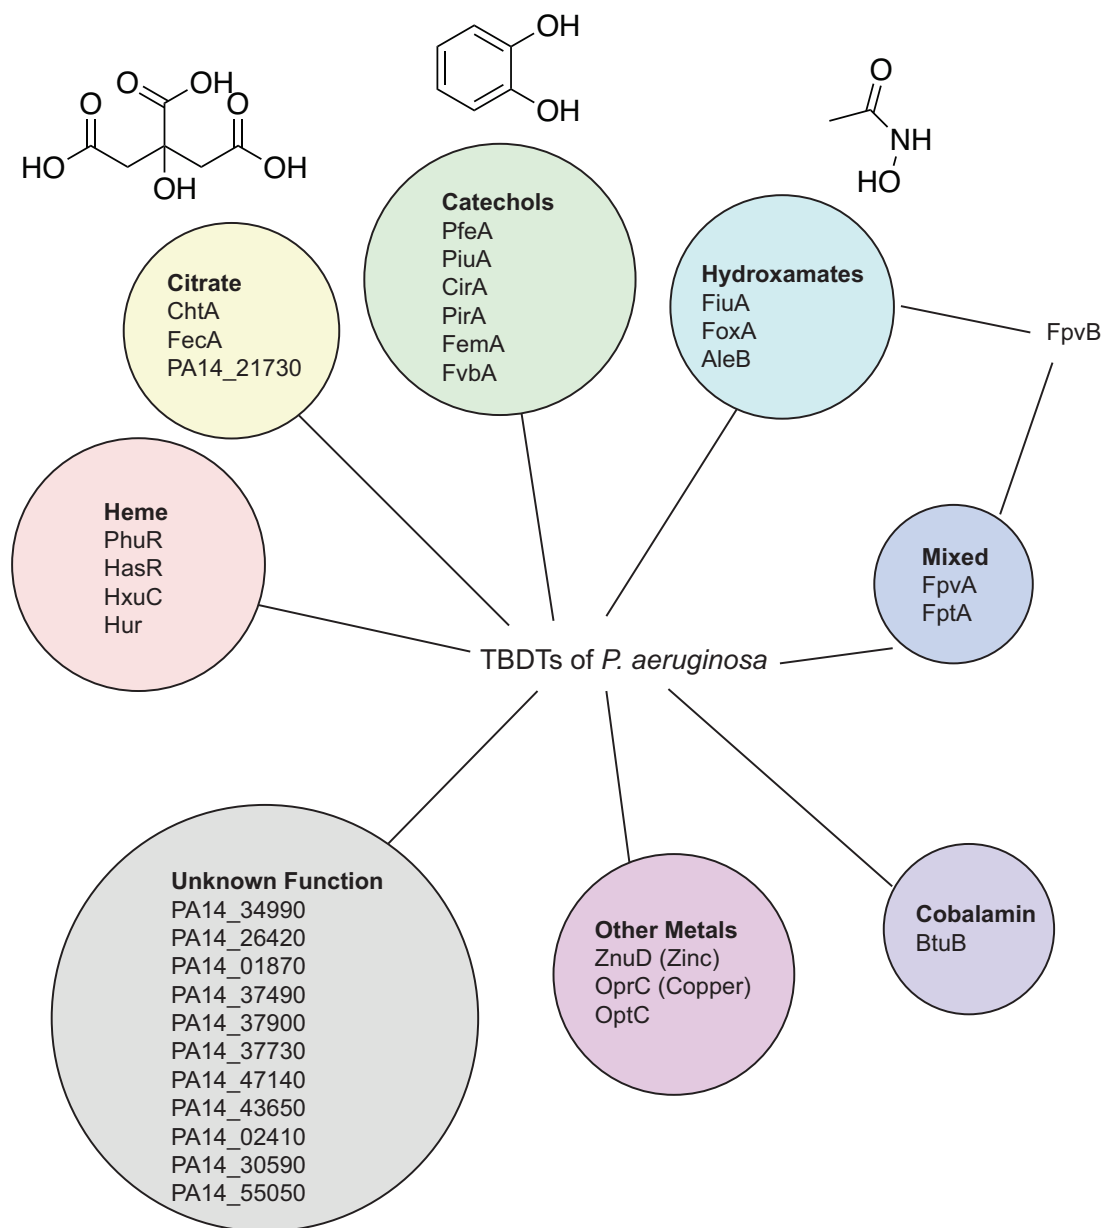 O
OH
O
O
HO
OH
OH
OH
OH
O
NH
HO
Catechols
PfeA
PiuA
CirA
PirA
FemA
FvbA
Citrate
ChtA
FecA
PA14_21730
Hydroxamates
FiuA
FoxA
AleB
FpvB
Heme
PhuR
HasR
HxuC
Hur
Mixed
FpvA
FptA
TBDTs of P. aeruginosa
Unknown Function
PA14_34990
PA14_26420
PA14_01870
PA14_37490
PA14_37900
PA14_37730
PA14_47140
PA14_43650
PA14_02410
PA14_30590
PA14_55050
Other Metals
ZnuD (Zinc)
OprC (Copper)
OptC
Cobalamin
BtuB